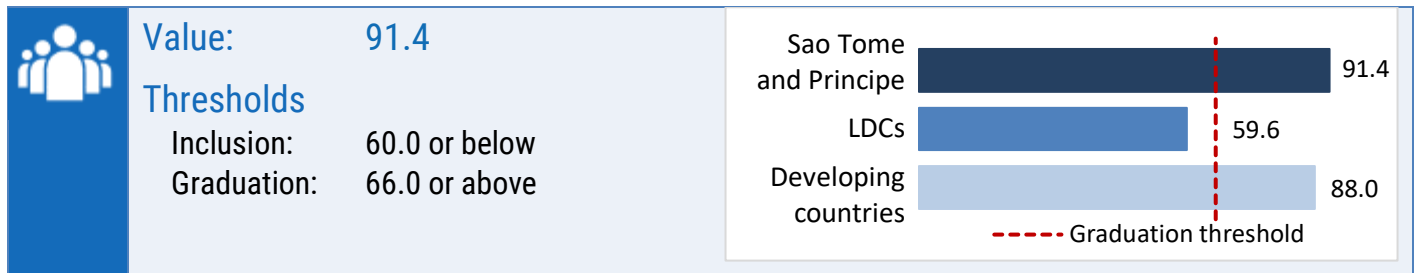 Value: 91.4
Thresholds
Inclusion: 60.0 or below
Graduation: 66.0 or above
Sao Tome
and Principe
91.4
LDCs
59.6
Developing
countries
88.0
Graduation threshold